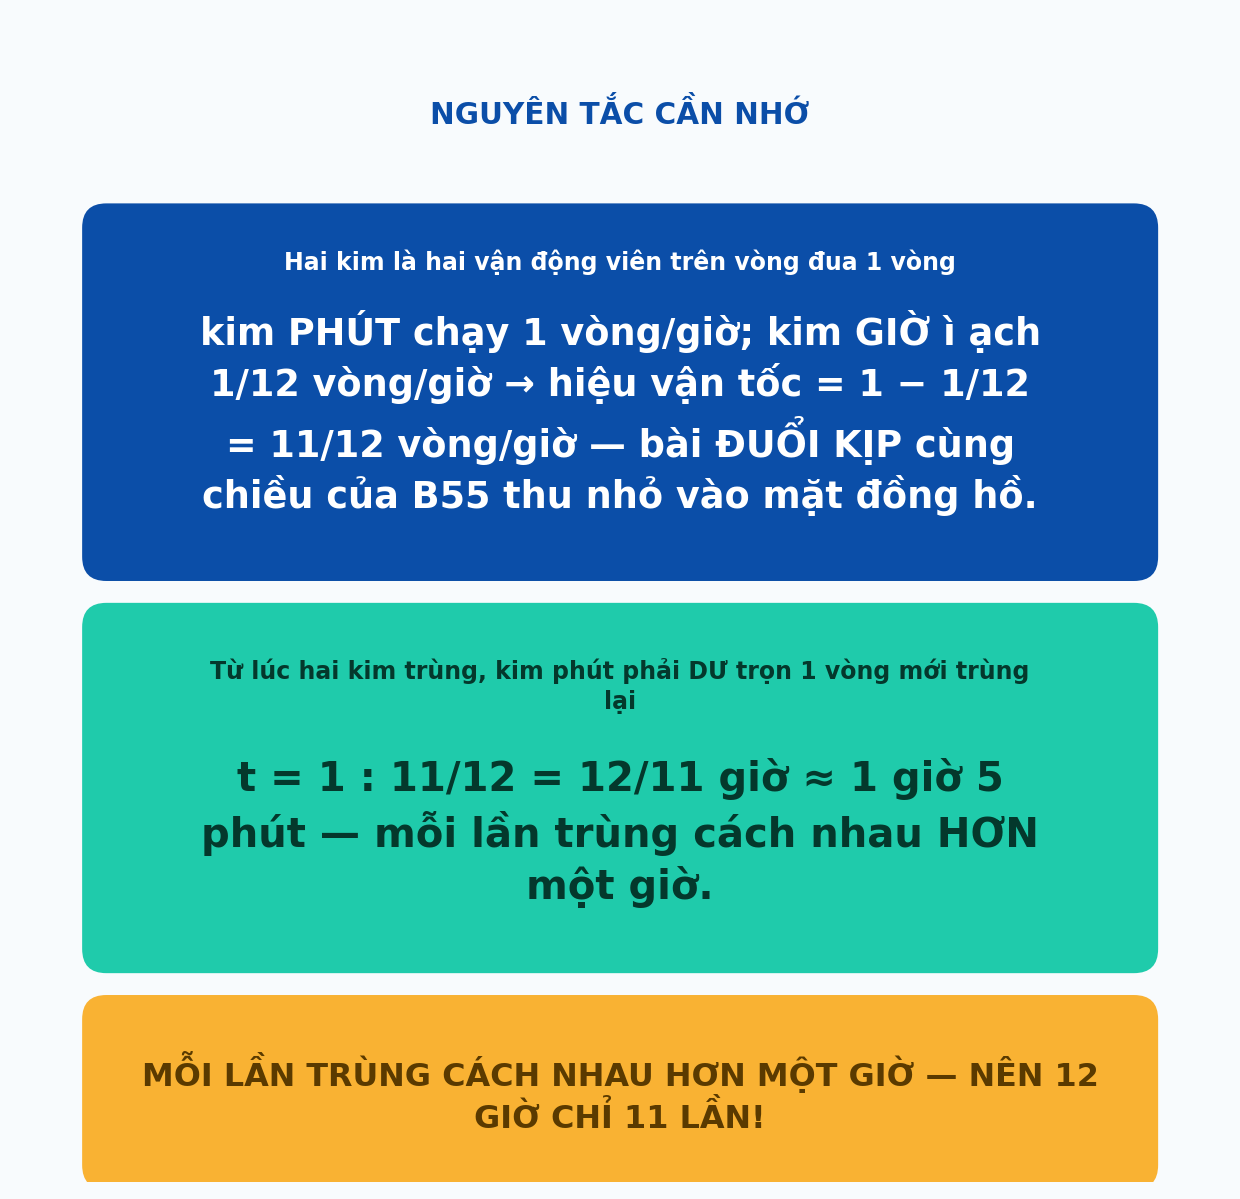 NGUYÊN TẮC CẦN NHỚ
Hai kim là hai vận động viên trên vòng đua 1 vòng
kim PHÚT chạy 1 vòng/giờ; kim GIỜ ì ạch
1/12 vòng/giờ → hiệu vận tốc = 1 − 1/12
= 11/12 vòng/giờ — bài ĐUỔI KỊP cùng
chiều của B55 thu nhỏ vào mặt đồng hồ.
Từ lúc hai kim trùng, kim phút phải DƯ trọn 1 vòng mới trùng
lại
t = 1 : 11/12 = 12/11 giờ ≈ 1 giờ 5
phút — mỗi lần trùng cách nhau HƠN
một giờ.
MỖI LẦN TRÙNG CÁCH NHAU HƠN MỘT GIỜ — NÊN 12
GIỜ CHỈ 11 LẦN!